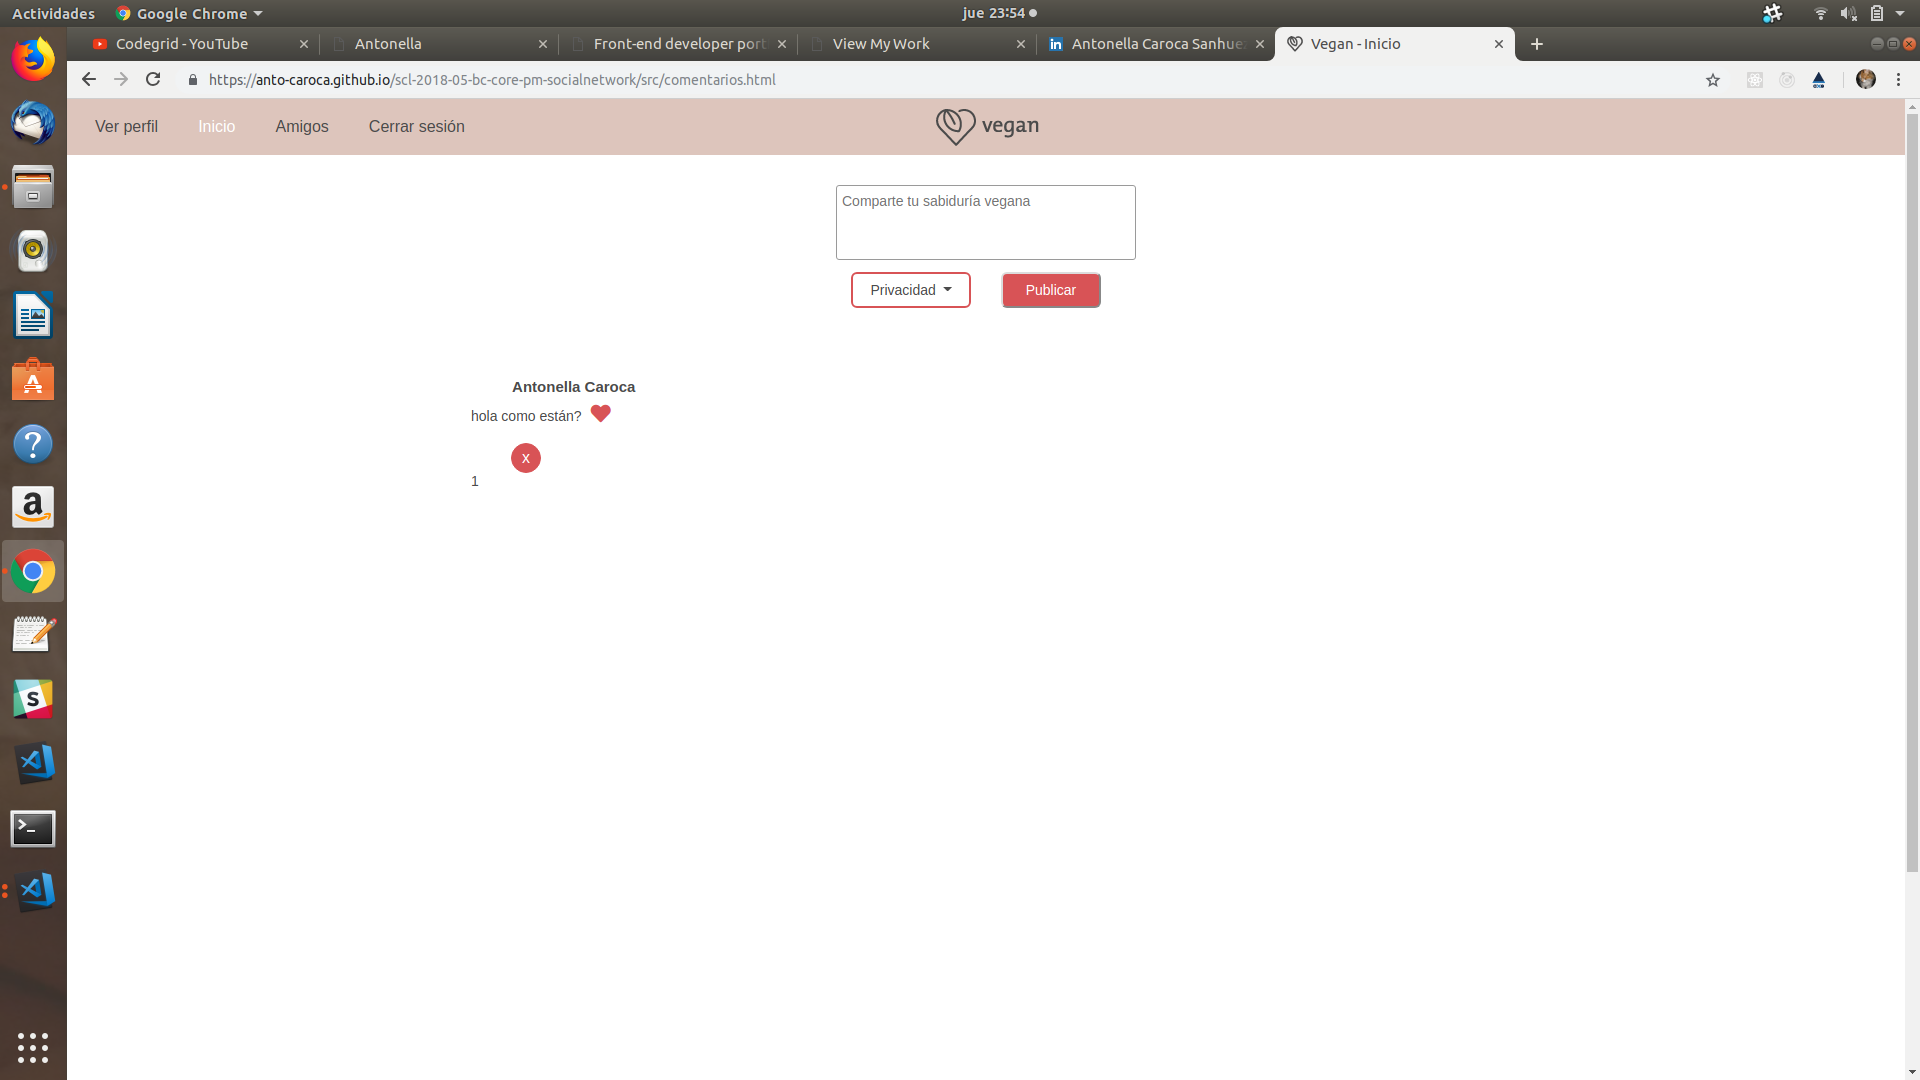 Actividades
Google Chrome
jue 23:54
Codegrid - YouTube
Antonella
Front-end developer port
View My Work
Antonella Caroca Sanhue
Vegan - Inicio
https://anto-caroca.github.io/scl-2018-05-bc-core-pm-socialnetwork/src/comentarios.html
Ver perfil
Inicio
Amigos
Cerrar sesión
vegan
Comparte tu sabiduría vegana
Privacidad
Publicar
Antonella Caroca
hola como están?
x
1